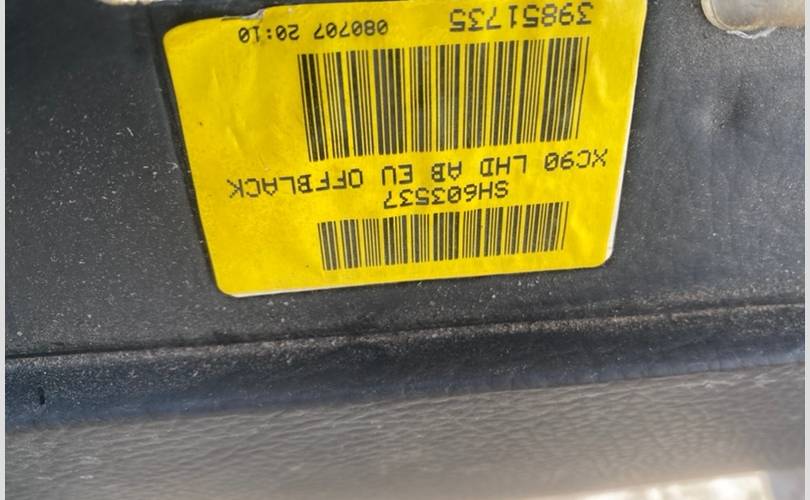 SH603537
XC90 LHD AB EU OFFBLACK
39851735 080707 20:10